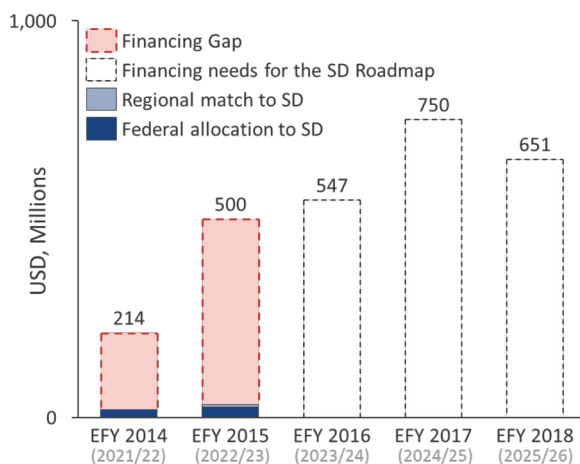 1,000
Financing Gap
Financing needs for the SD Roadmap
Regional match to SD
Federal allocation to SD
USD, Millions
214
500
547
750
651
0
EFY 2014 EFY 2015 EFY 2016 EFY 2017 EFY 2018
(2021/22) (2022/23) (2023/24) (2024/25) (2025/26)